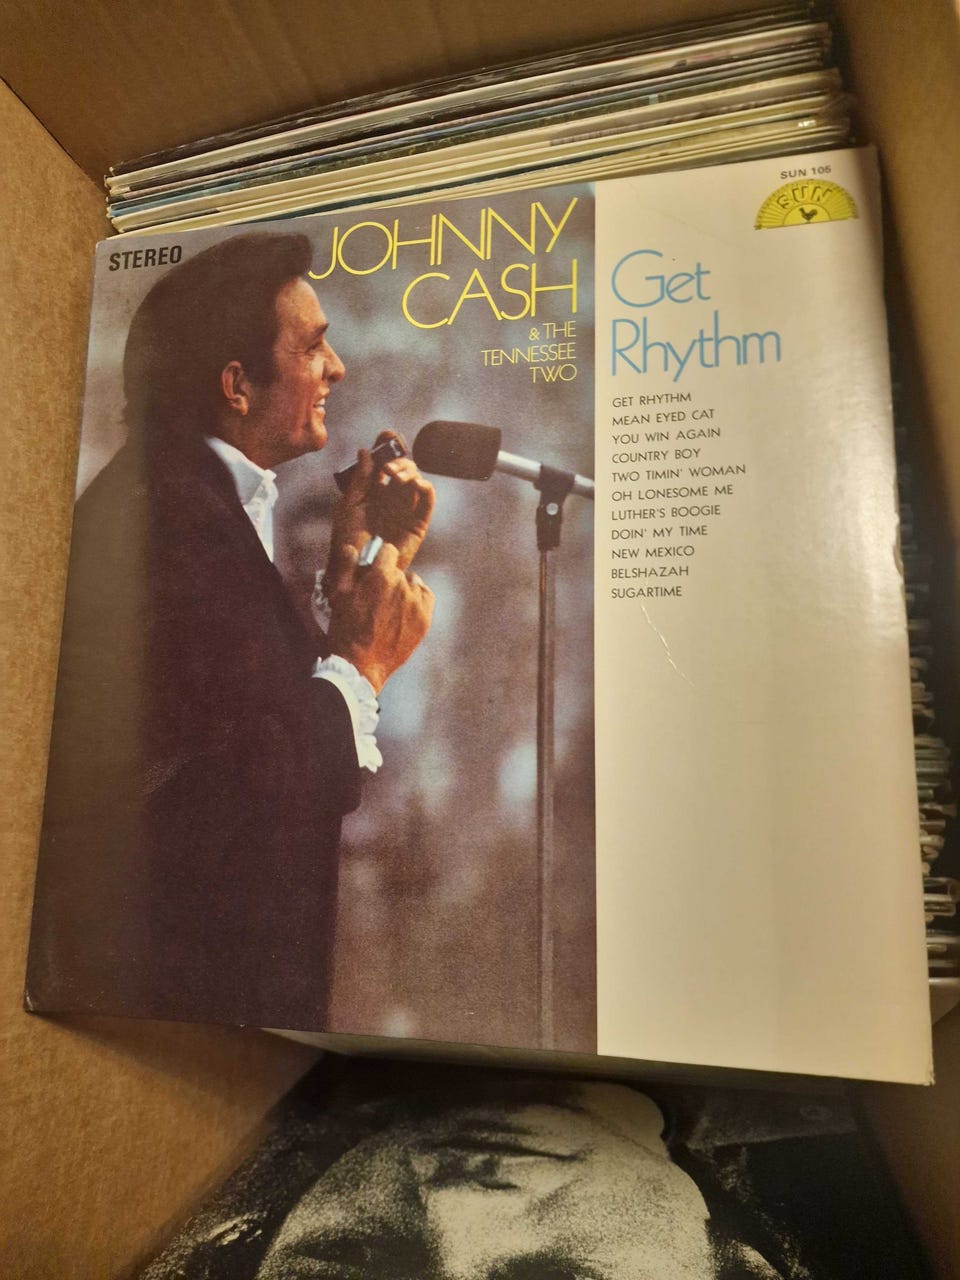 STEREO
JOHNNY
CASH
& THE
TENNESSEE
TWO
SUN 105
SUN
Get
Rhythm
GET RHYTHM
MEAN EYED CAT
YOU WIN AGAIN
COUNTRY BOY
TWO TIMIN' WOMAN
OH LONESOME ME
LUTHER'S BOOGIE
DOIN' MY TIME
NEW MEXICO
BELSHAZAH
SUGARTIME